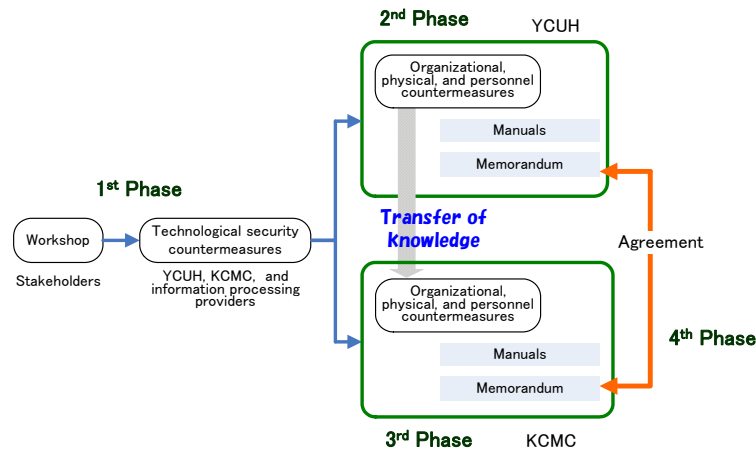 2nd Phase
YCUH
Organizational,
physical, and personnel
countermeasures
Manuals
Memorandum
1st Phase
Workshop
Stakeholders
Technological security
countermeasures
YCUH, KCMC, and
information processing
providers
Transfer of
knowledge
Agreement
Organizational,
physical, and personnel
countermeasures
Manuals
Memorandum
4th Phase
3rd Phase
KCMC